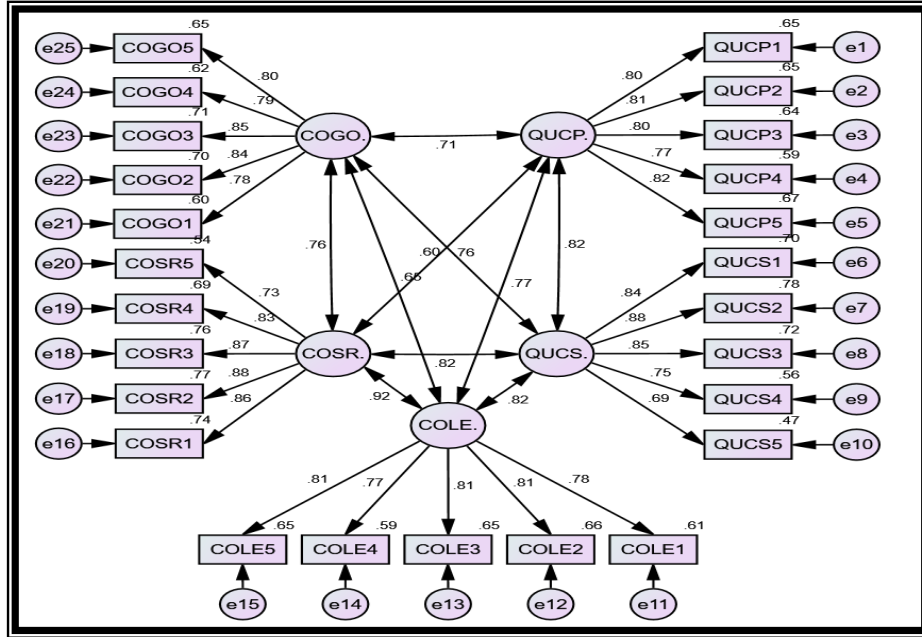 .65
e25 COGO5 .80
.62
e24 COGO4 .79
.71
e23 COGO3 .85
.70
e22 COGO2 .84
.60
e21 COGO1 .78
COGO.
.65
QUCP1 e1 .80
.65
QUCP2 e2 .81
.64
QUCP3 e3 .80
.59
QUCP4 e4 .77
.67
QUCP5 e5 .82
QUCP.
.71
.54
e20 COSR5 .73
.69
e19 COSR4 .83
.76
e18 COSR3 .87
.77
e17 COSR2 .88
.74
e16 COSR1 .86
COSR.
.70
QUCS1 e6 .84
.78
QUCS2 e7 .88
.72
QUCS3 e8 .85
.56
QUCS4 e9 .75
.47
QUCS5 e10 .69
QUCS.
.76
.60
.76
.65
.77
.82
.82
.92
.82
COLE.
.81 .77 .81 .81 .78
.65 .59 .65 .66 .61
COLE5 COLE4 COLE3 COLE2 COLE1
e15 e14 e13 e12 e11